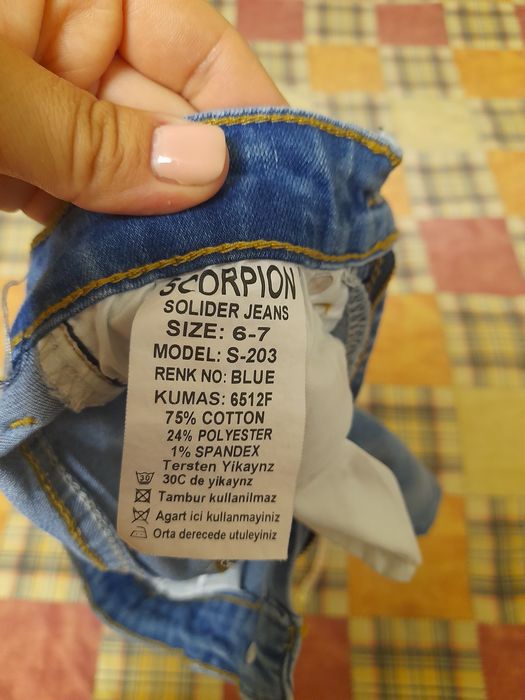 SCORPION
SOLIDER JEANS
SIZE: 6-7
MODEL: S-203
RENK NO: BLUE
KUMAS: 6512F
75% COTTON
24% POLYESTER
1% SPANDEX
Tersten Yikaynz
30 30C de yikaynz
Tambur kullanilmaz
Agart ici kullanmayiniz
Orta derecede utuleyiniz